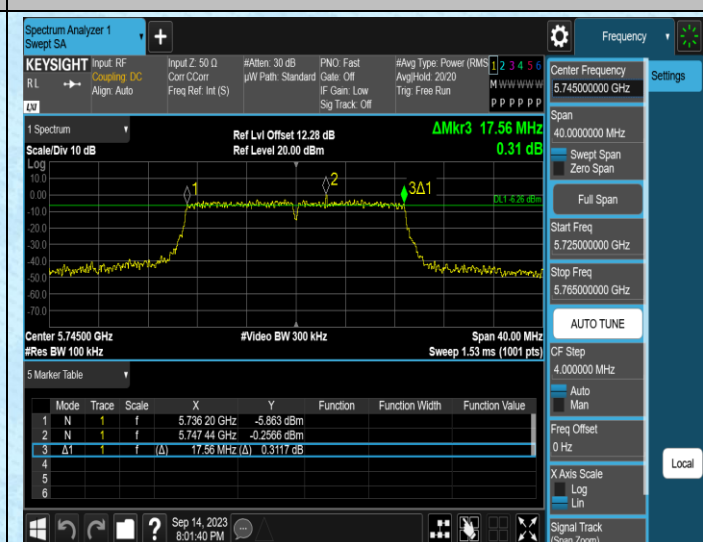 Spectrum Analyzer 1
Swept SA
+
Frequency
KEYSIGHT
RL
LXI
Input: RF
Coupling: DC
Align: Auto
Input Z: 50 Ω
Corr CCorr
Freq Ref: Int (S)
#Atten: 30 dB
µW Path: Standard
PNO: Fast
Gate: Off
IF Gain: Low
Sig Track: Off
#Avg Type: Power (RMS
Avg|Hold: 20/20
Trig: Free Run
1 2 3 4 5 6
M W W W W W
P P P P P P
1 Spectrum
Scale/Div 10 dB
Ref Lvl Offset 12.28 dB
Ref Level 20.00 dBm
ΔMkr3 17.56 MHz
0.31 dB
Log
10.0
0.00
-10.0
-20.0
-30.0
-40.0
-50.0
-60.0
-70.0
1
2
3Δ1
DL1 -6.26 dBm
Center 5.74500 GHz
#Res BW 100 kHz
#Video BW 300 kHz
Span 40.00 MHz
Sweep 1.53 ms (1001 pts)
5 Marker Table
Mode Trace Scale X Y Function Function Width Function Value
1 N 1 f 5.736 20 GHz -5.863 dBm
2 N 1 f 5.747 44 GHz -0.2566 dBm
3 Δ1 1 f (Δ) 17.56 MHz (Δ) 0.3117 dB
4
5
6
?
Sep 14, 2023
8:01:40 PM
Center Frequency
5.745000000 GHz
Settings
Span
40.0000000 MHz
Swept Span
Zero Span
Full Span
Start Freq
5.725000000 GHz
Stop Freq
5.765000000 GHz
AUTO TUNE
CF Step
4.000000 MHz
Auto
Man
Freq Offset
0 Hz
X Axis Scale
Log
Lin
Local
Signal Track
(Span Zoom)